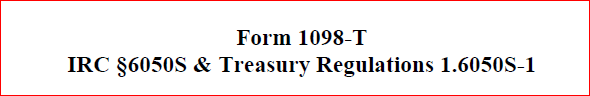 Form 1098-T
IRC §6050S & Treasury Regulations 1.6050S-1